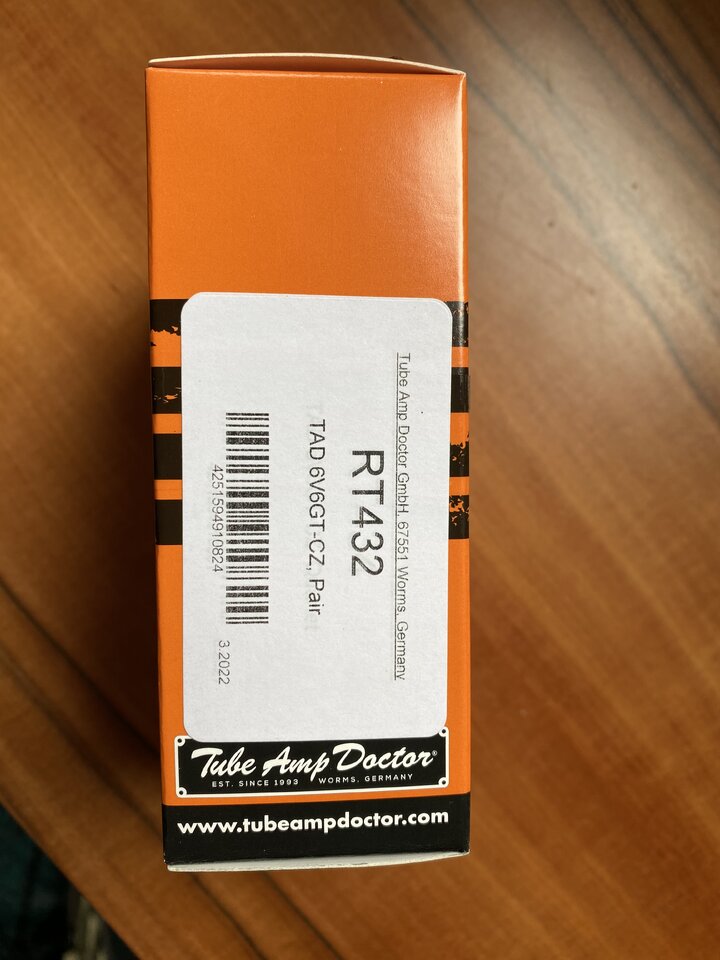 Tube Amp Doctor GmbH, 67551 Worms, Germany
RT432
TAD 6V6GT-CZ, Pair
4251594910824
3.2022
Tube Amp Doctor®
EST. SINCE 1993 WORMS, GERMANY
www.tubeampdoctor.com